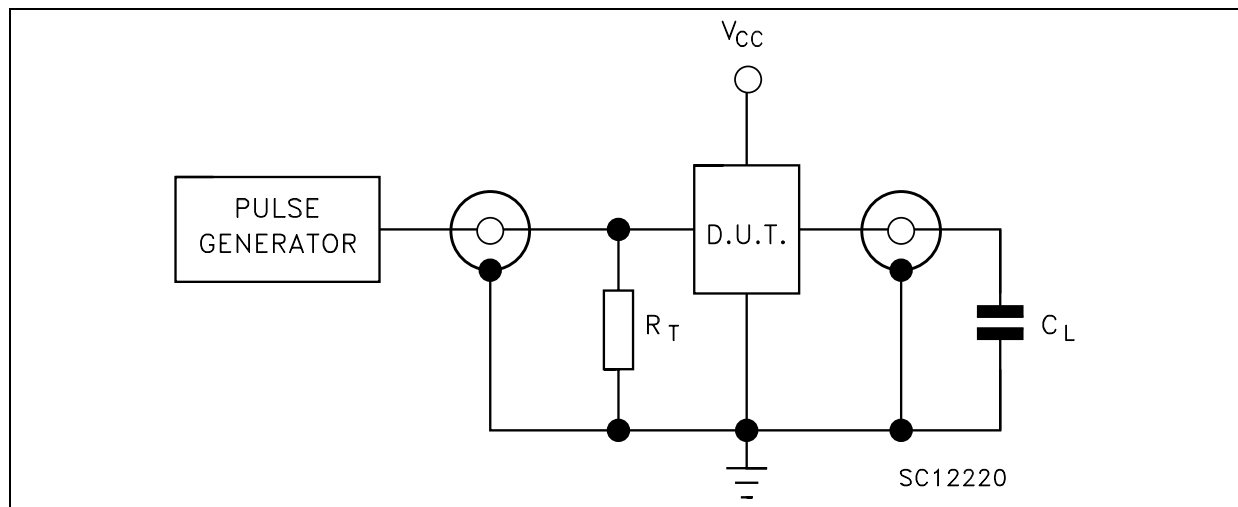 VCC
PULSE
GENERATOR
D.U.T.
RT
CL
SC12220